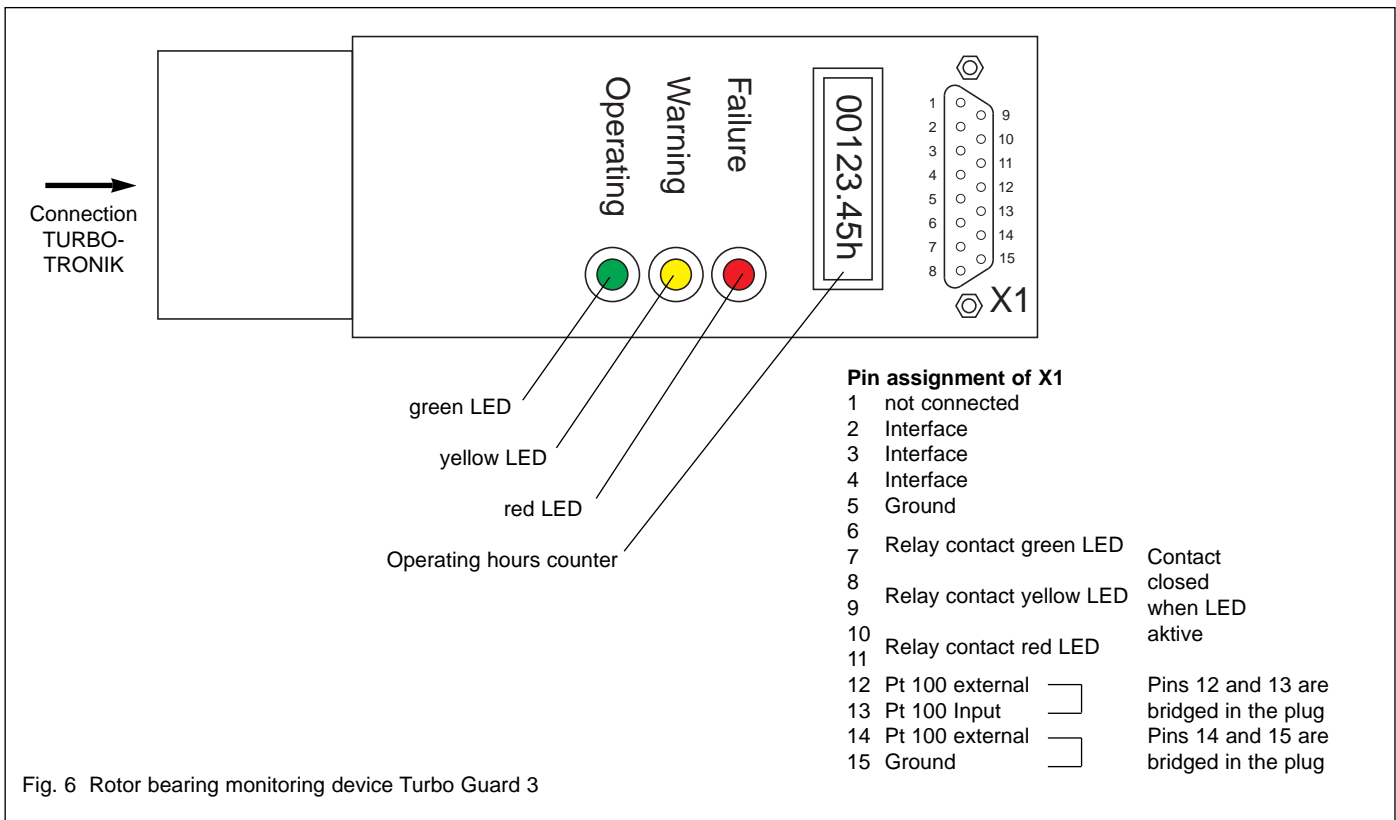 Operating
Warning
Failure
00123.45h
1
2
3
4
5
6
7
8
9
10
11
12
13
14
15
X1
Connection
TURBO-
TRONIK
green LED
yellow LED
red LED
Operating hours counter
Pin assignment of X1
1 not connected
2 Interface
3 Interface
4 Interface
5 Ground
6
7
Relay contact green LED
8
9
Relay contact yellow LED
10
11
Relay contact red LED
Contact
closed
when LED
aktive
12 Pt 100 external
13 Pt 100 Input
Pins 12 and 13 are
bridged in the plug
14 Pt 100 external
15 Ground
Pins 14 and 15 are
bridged in the plug
Fig. 6 Rotor bearing monitoring device Turbo Guard 3